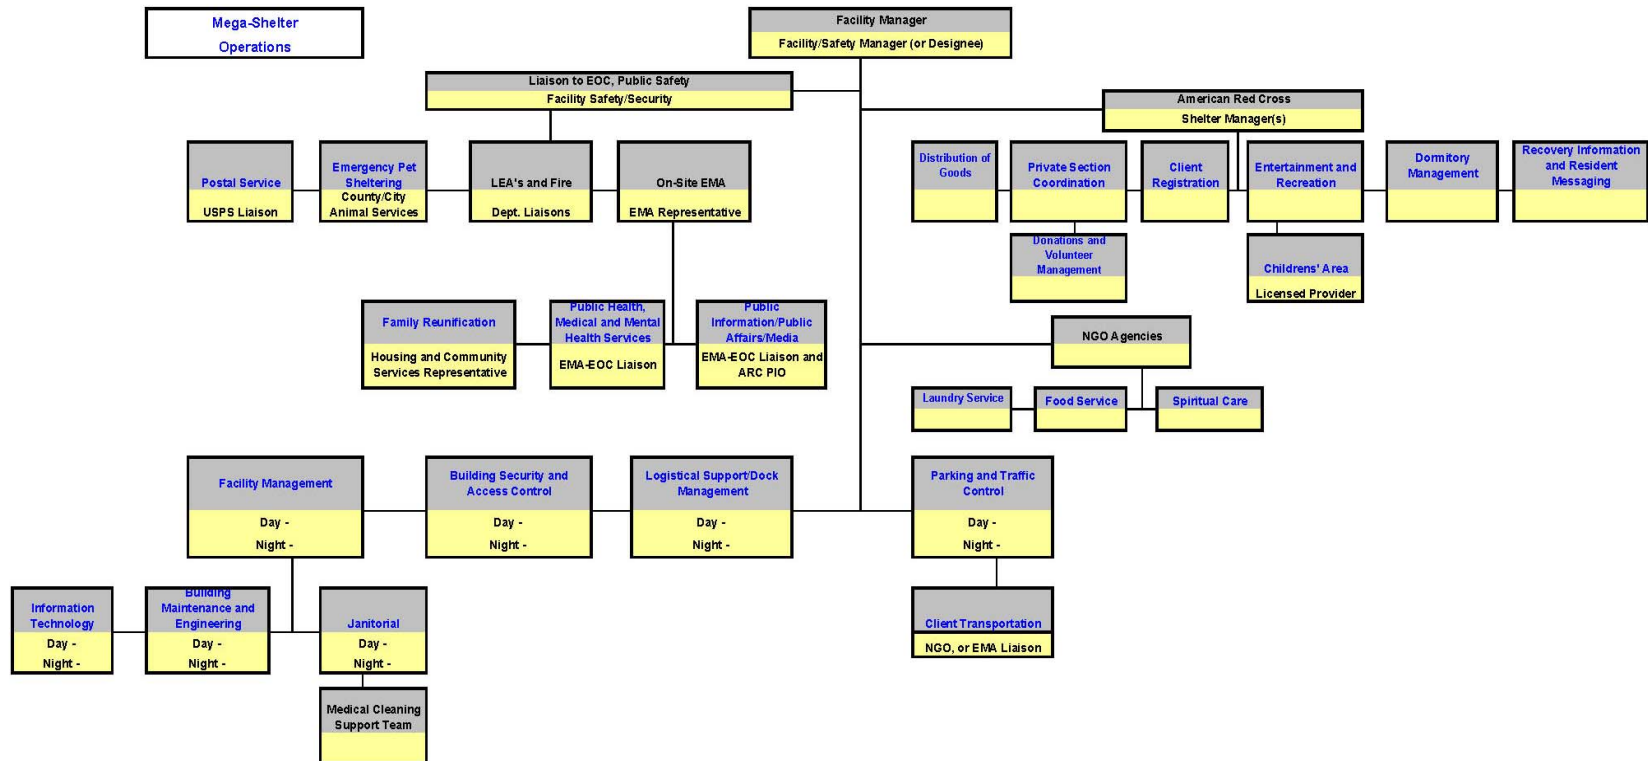 Mega-Shelter
Operations
Facility Manager
Facility/Safety Manager (or Designee)
Liaison to EOC, Public Safety
Facility Safety/Security
American Red Cross
Shelter Manager(s)
Postal Service
USPS Liaison
Emergency Pet
Sheltering
County/City
Animal Services
LEA's and Fire
Dept. Liaisons
On-Site EMA
EMA Representative
Distribution of
Goods
Private Section
Coordination
Client
Registration
Entertainment and
Recreation
Dormitory
Management
Recovery Information
and Resident
Messaging
Donations and
Volunteer
Management
Childrens' Area
Licensed Provider
Family Reunification
Housing and Community
Services Representative
Public Health,
Medical and Mental
Health Services
EMA-EOC Liaison
Public
Information/Public
Affairs/Media
EMA-EOC Liaison and
ARC PIO
NGO Agencies
Laundry Service
Food Service
Spiritual Care
Facility Management
Day -
Night -
Building Security and
Access Control
Day -
Night -
Logistical Support/Dock
Management
Day -
Night -
Parking and Traffic
Control
Day -
Night -
Information
Technology
Day -
Night -
Building
Maintenance and
Engineering
Day -
Night -
Janitorial
Day -
Night -
Client Transportation
NGO, or EMA Liaison
Medical Cleaning
Support Team